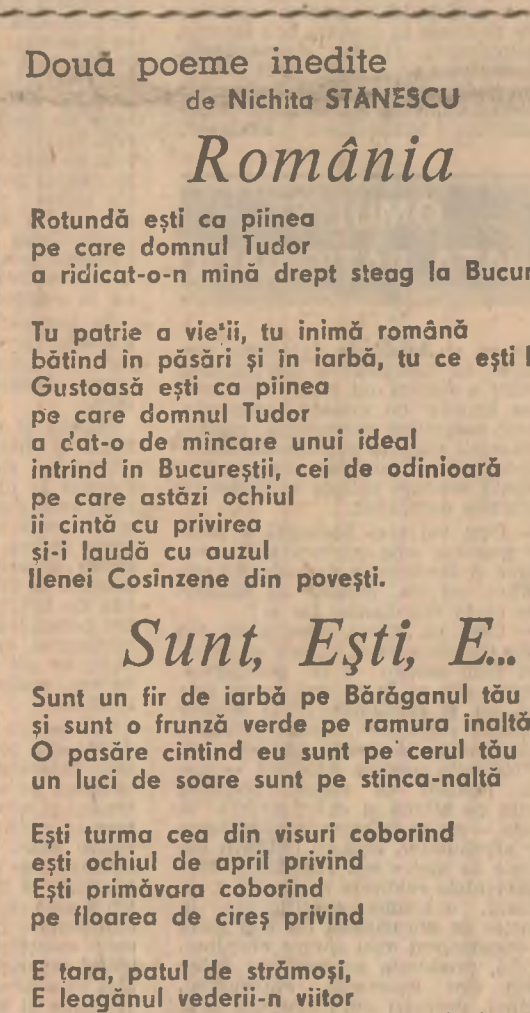 Două poeme inedite
de Nichita STĂNESCU
România
Rotundă ești ca piinea
pe care domnul Tudor
a ridicat-o-n mină drept steag la Bucur
Tu patrie a vie'ii, tu inimă română
bătind in păsări și in iarbă, tu ce ești
Gustoasă ești ca piinea
pe care domnul Tudor
a dat-o de mincare unui ideal
intrind in Bucureștii, cei de odinioară
pe care astăzi ochiul
ii cintă cu privirea
și-i laudă cu auzul
Ilenei Cosinzene din povești.
Sunt, Ești, E...
Sunt un fir de iarbă pe Bărăganul tău
și sunt o frunză verde pe ramura inaltă
O pasăre cintind eu sunt pe cerul tău
un luci de soare sunt pe stinca-naltă
Ești turma cea din visuri coborind
ești ochiul de april privind
Ești primăvara coborind
pe floarea de cireș privind
E țara, patul de strămoși,
E leagănul vederii-n viitor